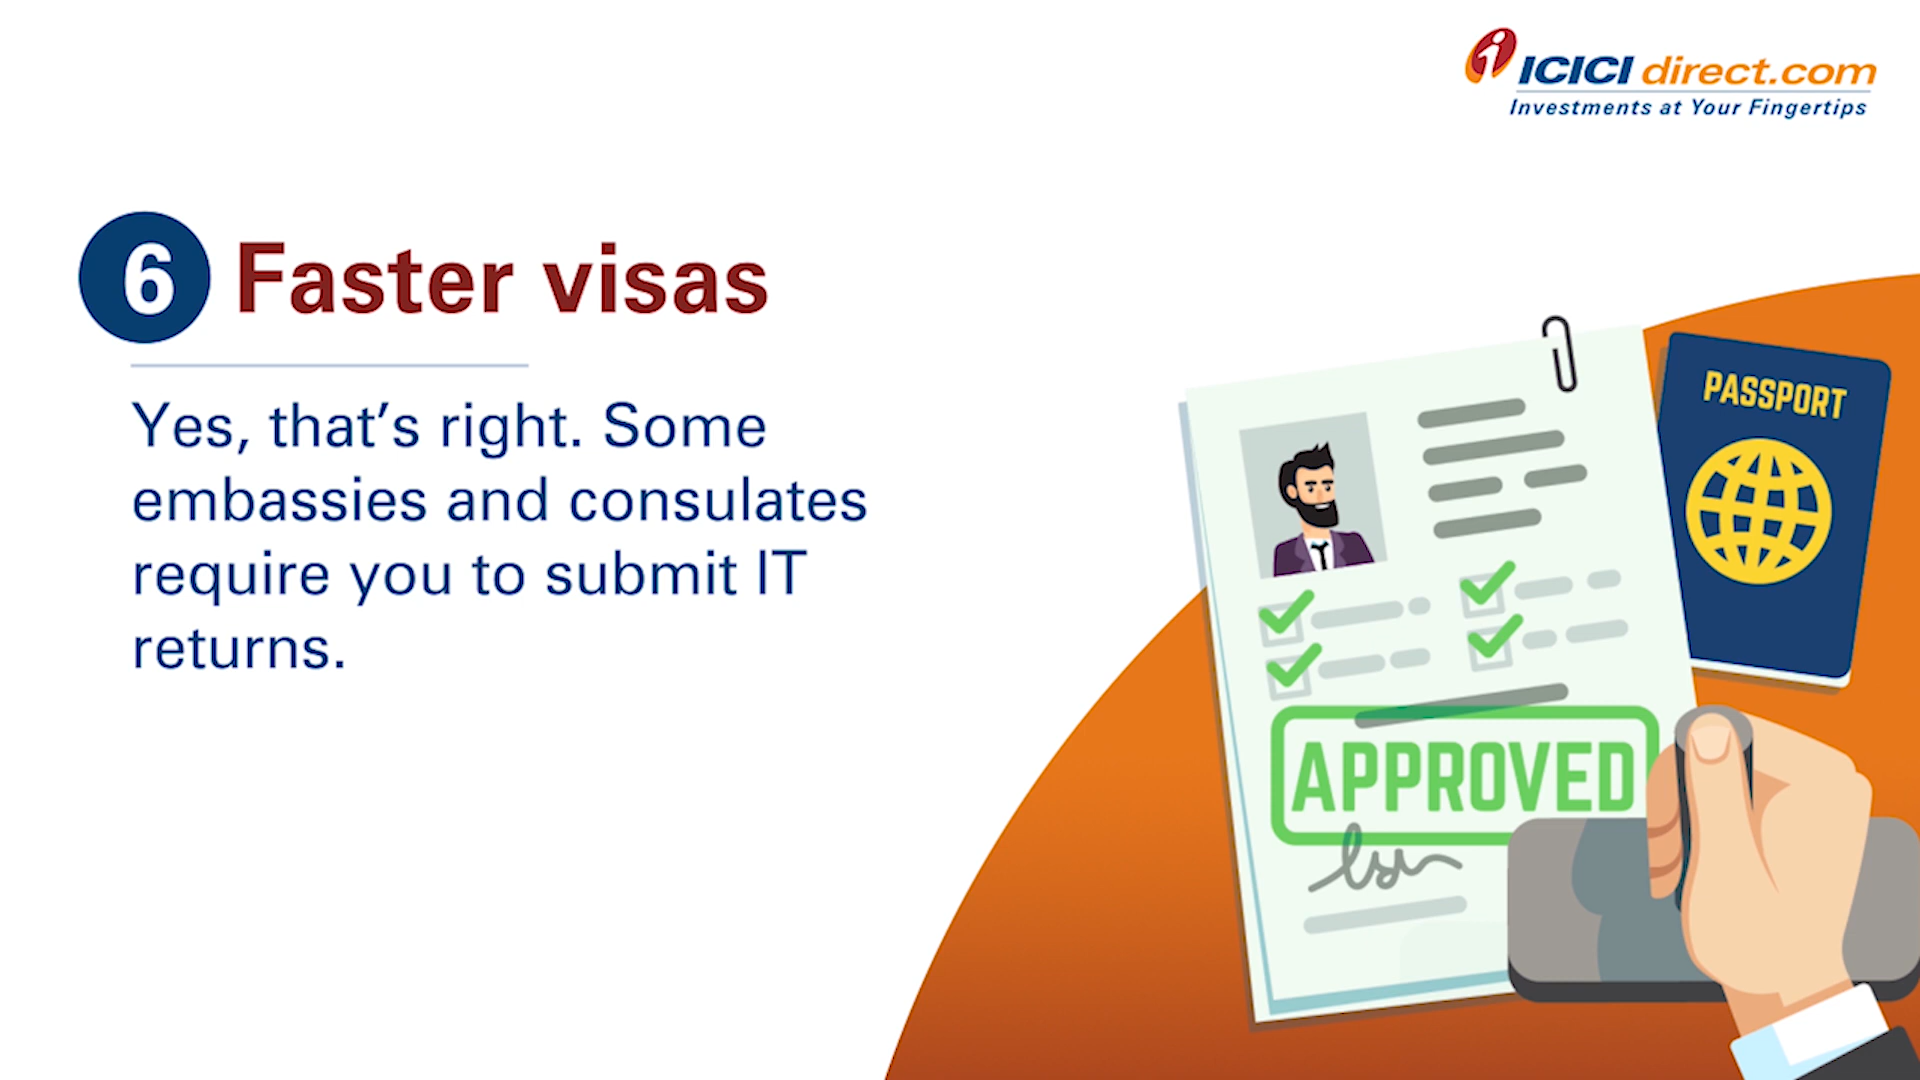 ICICI direct.com
Investments at Your Fingertips
6 Faster visas
Yes, that’s right. Some
embassies and consulates
require you to submit IT
returns.
PASSPORT
APPROVED